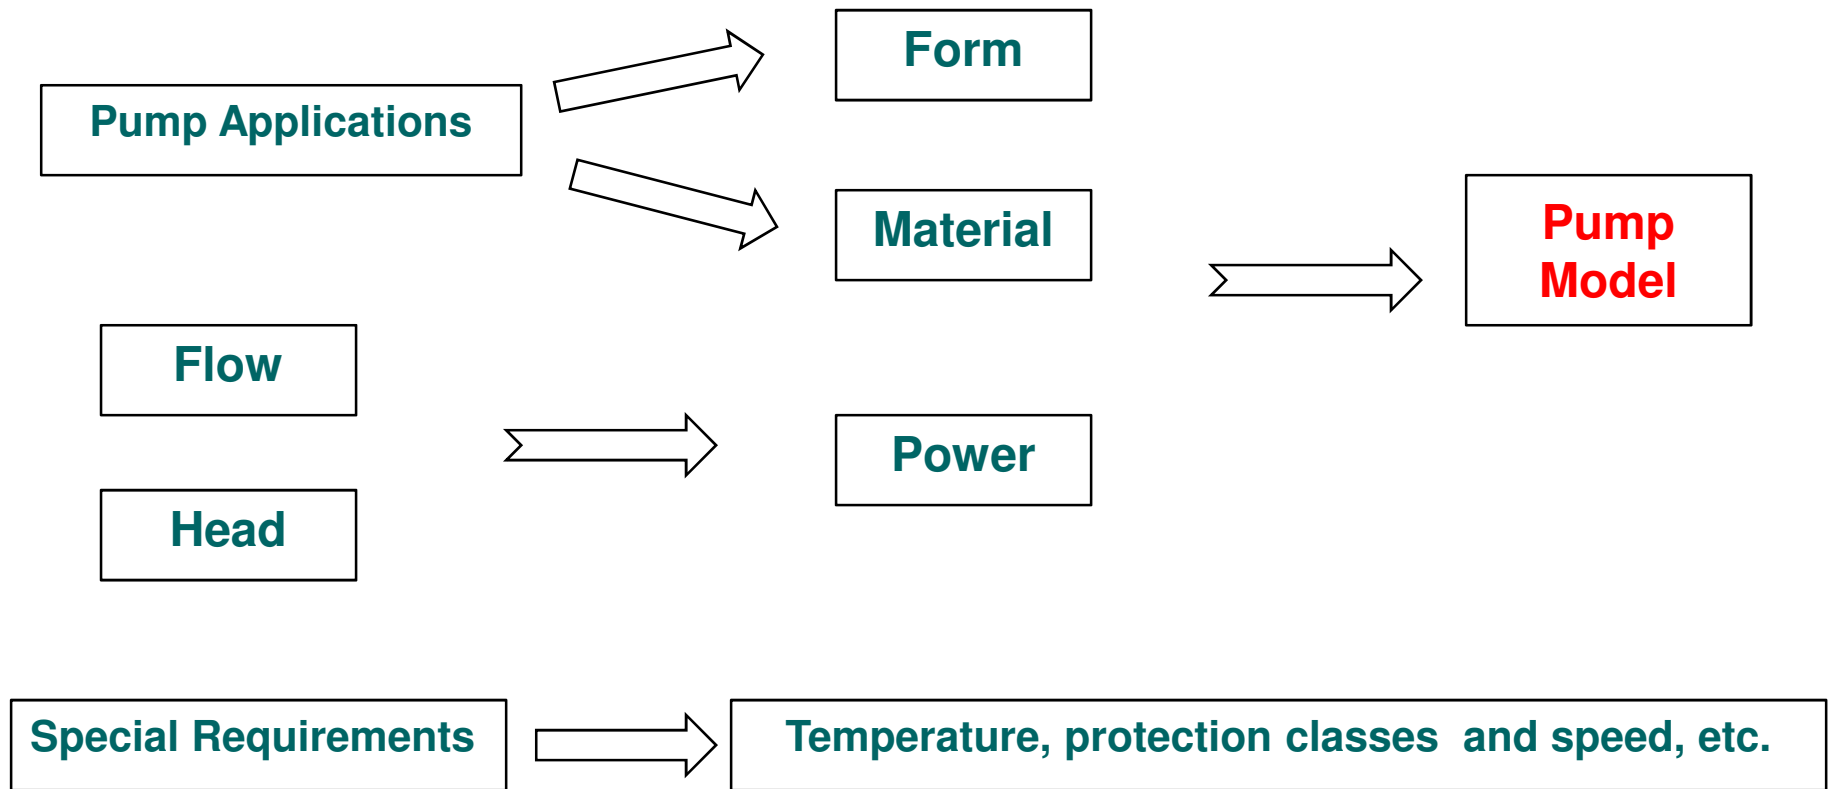 Pump Applications
Form
Material
Pump
Model
Flow
Head
Power
Special Requirements
Temperature, protection classes  and speed, etc.